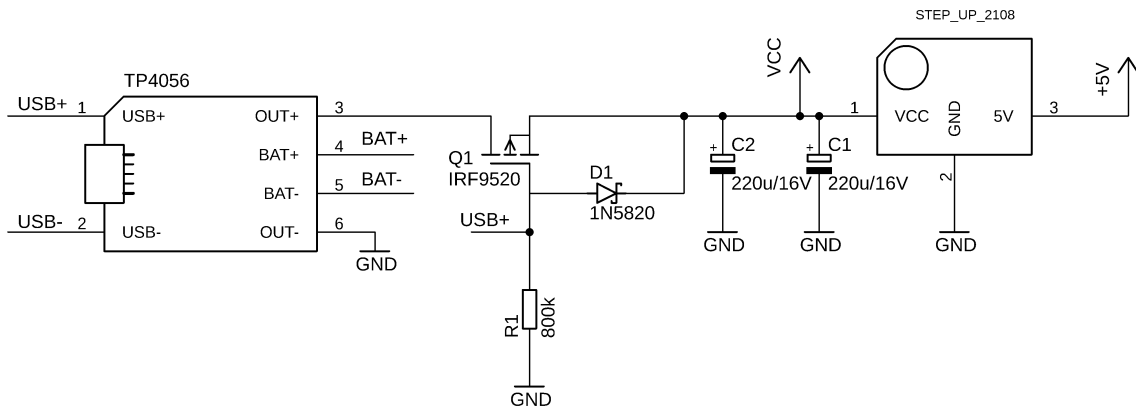 STEP_UP_2108
TP4056
USB+ 1 USB+ OUT+ 3
BAT+ 4 BAT+
BAT- 5 BAT-
USB- 2 USB- OUT- 6
GND
Q1
IRF9520
USB+
D1
1N5820
R1
800k
GND
VCC
C2
+
220u/16V
GND
C1
+
220u/16V
GND
1 VCC GND 5V 3
2
GND
+5V